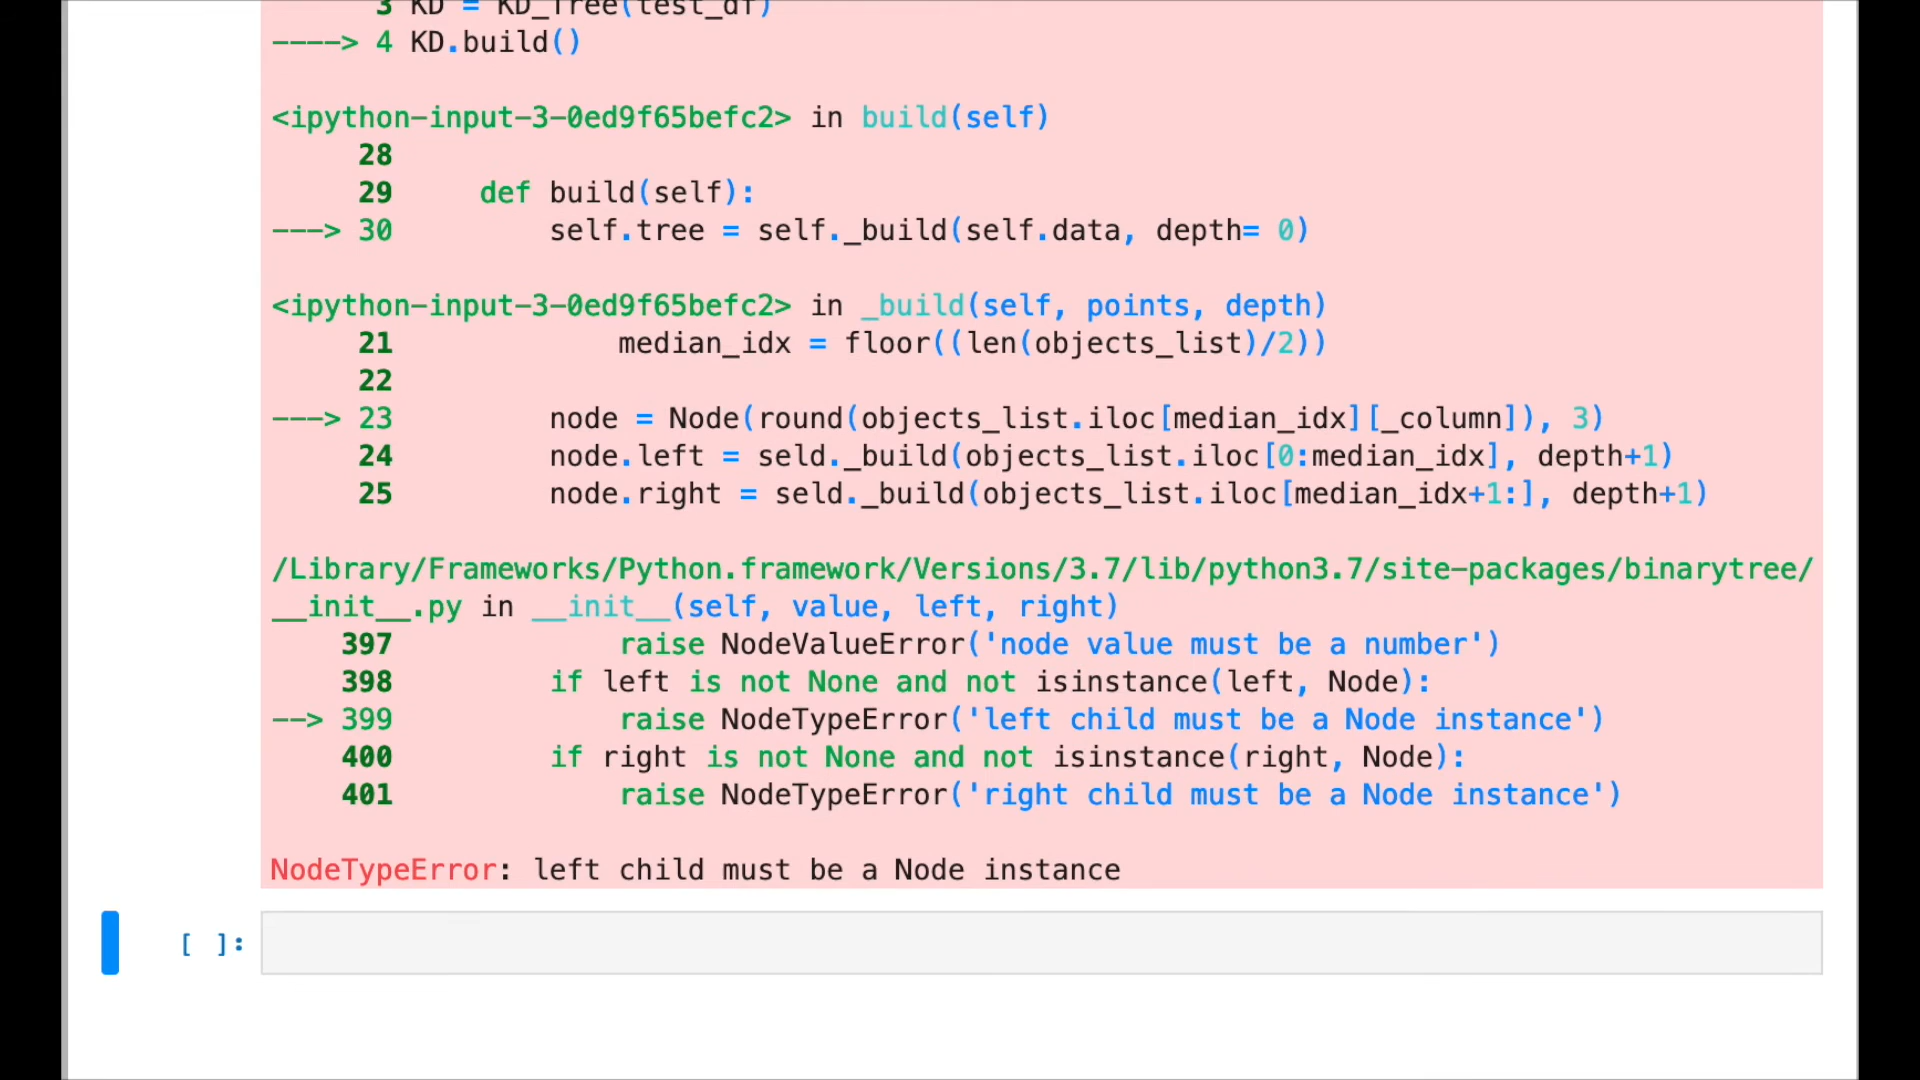 3 KD = KD_Tree(test_df)
----> 4 KD.build()
<ipython-input-3-0ed9f65befc2> in build(self)
28
29 def build(self):
---> 30 self.tree = self._build(self.data, depth= 0)
<ipython-input-3-0ed9f65befc2> in _build(self, points, depth)
21 median_idx = floor((len(objects_list)/2))
22
---> 23 node = Node(round(objects_list.iloc[median_idx][_column]), 3)
24 node.left = seld._build(objects_list.iloc[0:median_idx], depth+1)
25 node.right = seld._build(objects_list.iloc[median_idx+1:], depth+1)
/Library/Frameworks/Python.framework/Versions/3.7/lib/python3.7/site-packages/binarytree/
__init__.py in __init__(self, value, left, right)
397 raise NodeValueError('node value must be a number')
398 if left is not None and not isinstance(left, Node):
--> 399 raise NodeTypeError('left child must be a Node instance')
400 if right is not None and not isinstance(right, Node):
401 raise NodeTypeError('right child must be a Node instance')
NodeTypeError: left child must be a Node instance
[ ]: